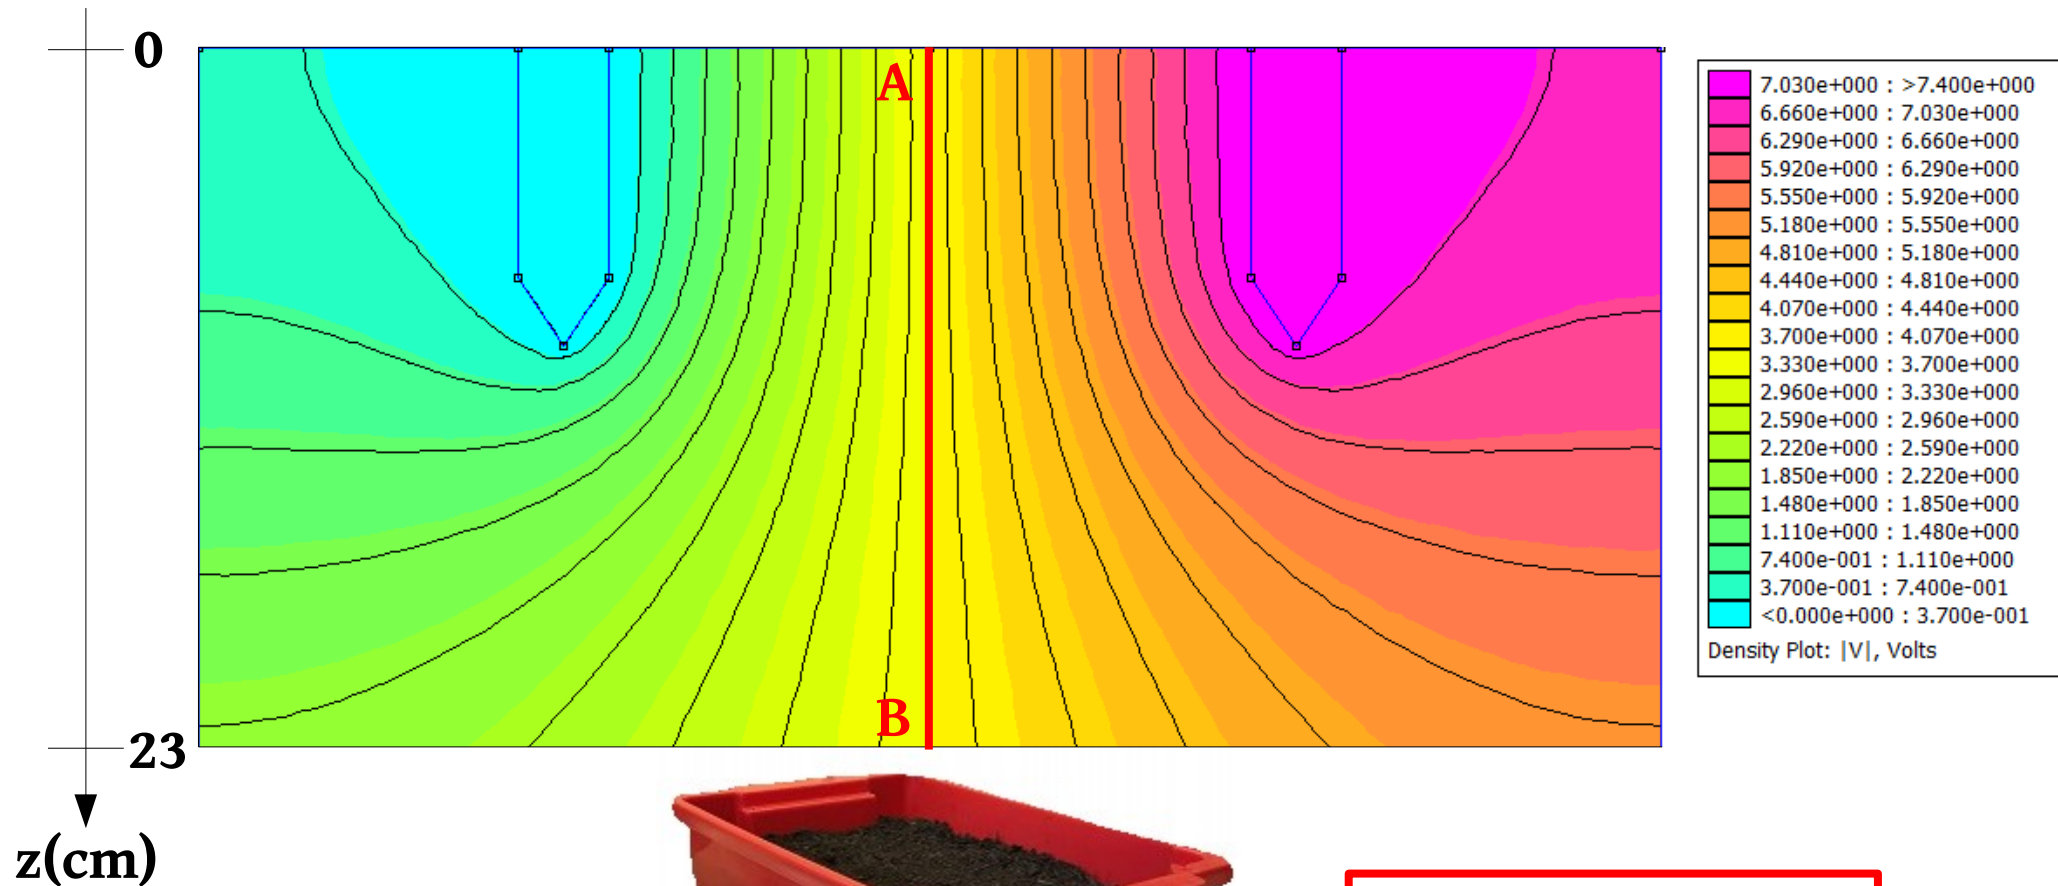 0
A
7.030e+000 : >7.400e+000
6.660e+000 : 7.030e+000
6.290e+000 : 6.660e+000
5.920e+000 : 6.290e+000
5.550e+000 : 5.920e+000
5.180e+000 : 5.550e+000
4.810e+000 : 5.180e+000
4.440e+000 : 4.810e+000
4.070e+000 : 4.440e+000
3.700e+000 : 4.070e+000
3.330e+000 : 3.700e+000
2.960e+000 : 3.330e+000
2.590e+000 : 2.960e+000
2.220e+000 : 2.590e+000
1.850e+000 : 2.220e+000
1.480e+000 : 1.850e+000
1.110e+000 : 1.480e+000
7.400e-001 : 1.110e+000
3.700e-001 : 7.400e-001
<0.000e+000 : 3.700e-001
Density Plot: |V|, Volts
B
23
z(cm)